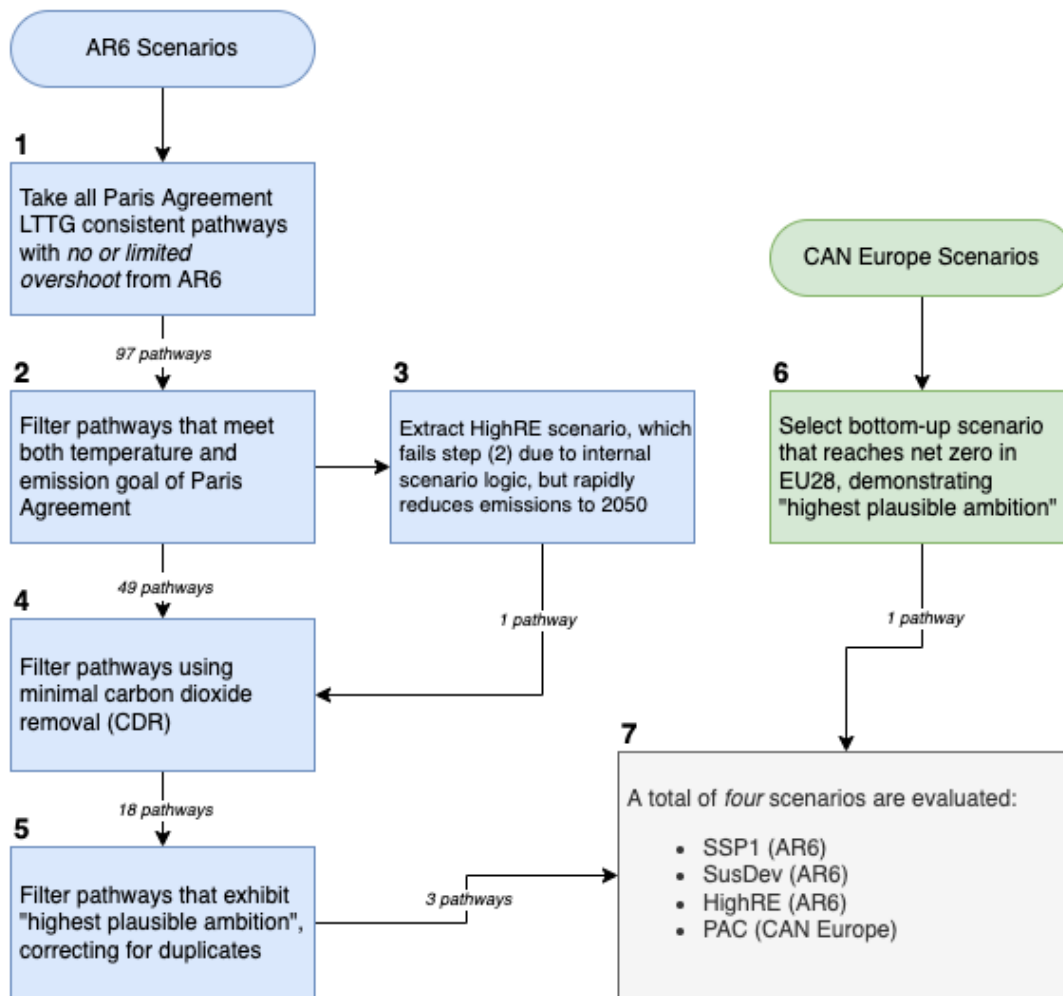 AR6 Scenarios
1
Take all Paris Agreement
LTTG consistent pathways
with no or limited
overshoot from AR6
97 pathways
2
Filter pathways that meet
both temperature and
emission goal of Paris
Agreement
3
Extract HighRE scenario, which
fails step (2) due to internal
scenario logic, but rapidly
reduces emissions to 2050
49 pathways
1 pathway
4
Filter pathways using
minimal carbon dioxide
removal (CDR)
18 pathways
5
Filter pathways that exhibit
"highest plausible ambition",
correcting for duplicates
3 pathways
CAN Europe Scenarios
6
Select bottom-up scenario
that reaches net zero in
EU28, demonstrating
"highest plausible ambition"
1 pathway
7
A total of four scenarios are evaluated:
• SSP1 (AR6)
• SusDev (AR6)
• HighRE (AR6)
• PAC (CAN Europe)